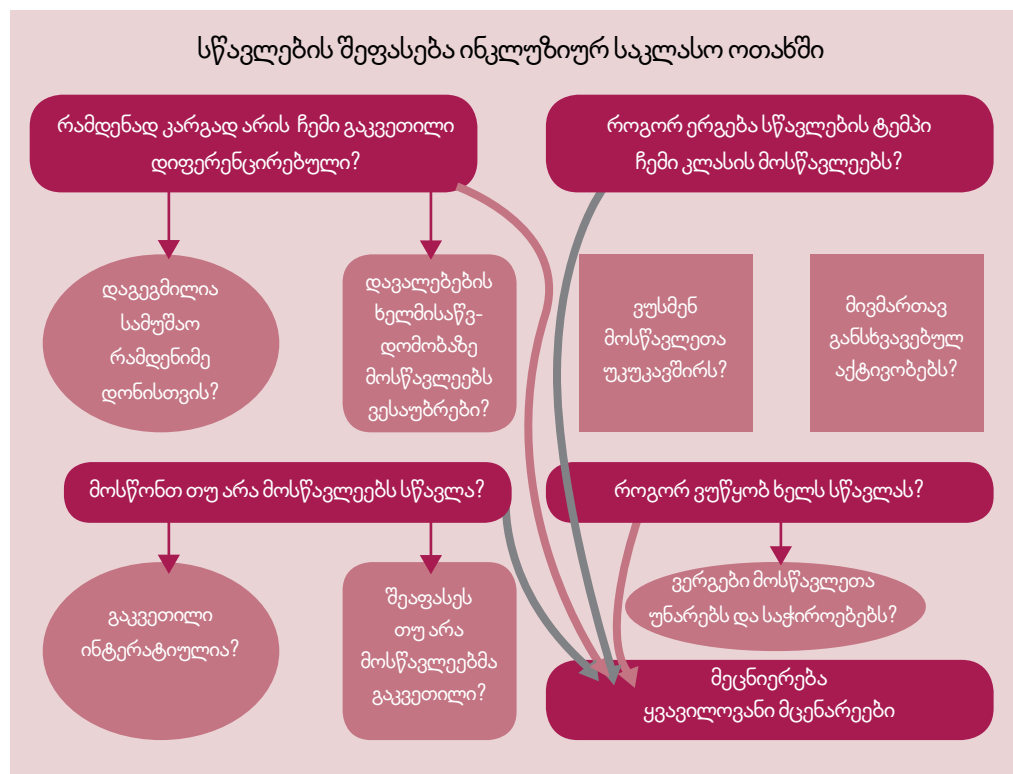 სწავლების შეფასება ინკლუზიურ საკლასო ოთახში
რამდენად კარგად არის ჩემი გაკვეთილი
დიფერენცირებული?
როგორ ერგება სწავლების ტემპი
ჩემი კლასის მოსწავლეებს?
დაგეგმილია
სამუშაო
რამდენიმე
დონისთვის?
დავალებების
ხელმისაწვ-
დომობაზე
მოსწავლეებს
ვესაუბრები?
ვუსმენ
მოსწავლეთა
უკუკავშირს?
მივმართავ
განსხვავებულ
აქტივობებს?
მოსწონთ თუ არა მოსწავლეებს სწავლა?
როგორ ვუწყობ ხელს სწავლას?
გაკვეთილი
ინტერატიულია?
შეაფასეს
თუ არა
მოსწავლეებმა
გაკვეთილი?
ვერგები მოსწავლეთა
უნარებს და საჭიროებებს?
მეცნიერება
ყვავილოვანი მცენარეები